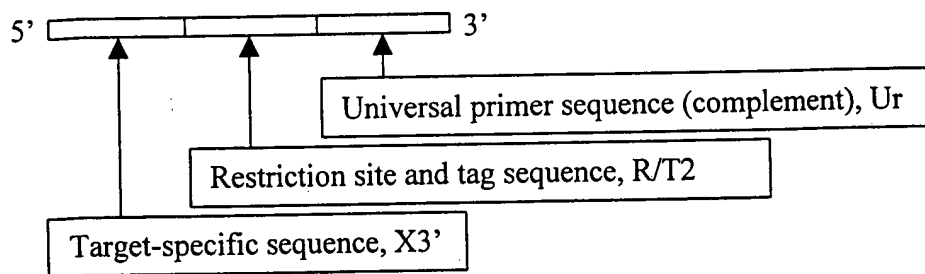 5’ 3’
Universal primer sequence (complement), Ur
Restriction site and tag sequence, R/T2
Target-specific sequence, X3’